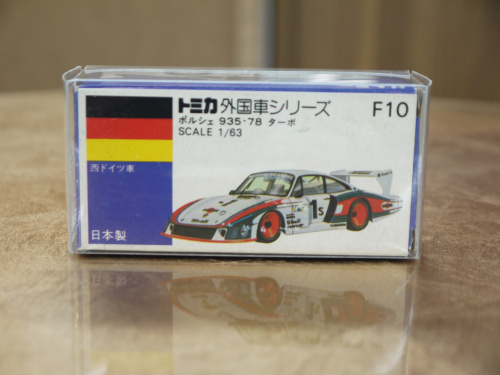 トミカ 外国車シリーズ F10
ポルシェ 935-78 ターボ
SCALE 1/63
西ドイツ車
日本製
1s